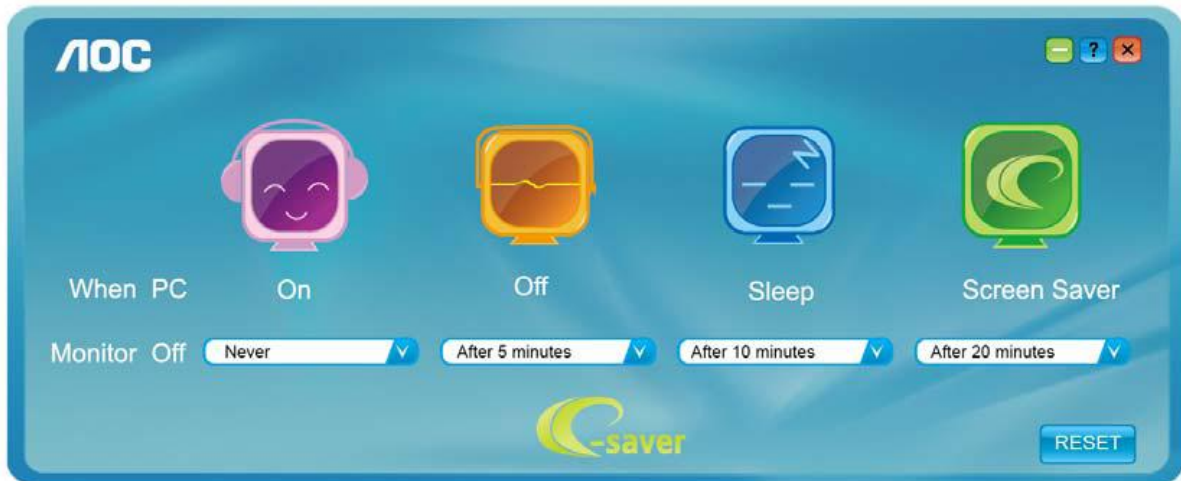 AOC
?
When PC On Off Sleep Screen Saver
Monitor Off Never After 5 minutes After 10 minutes After 20 minutes
e-saver
RESET